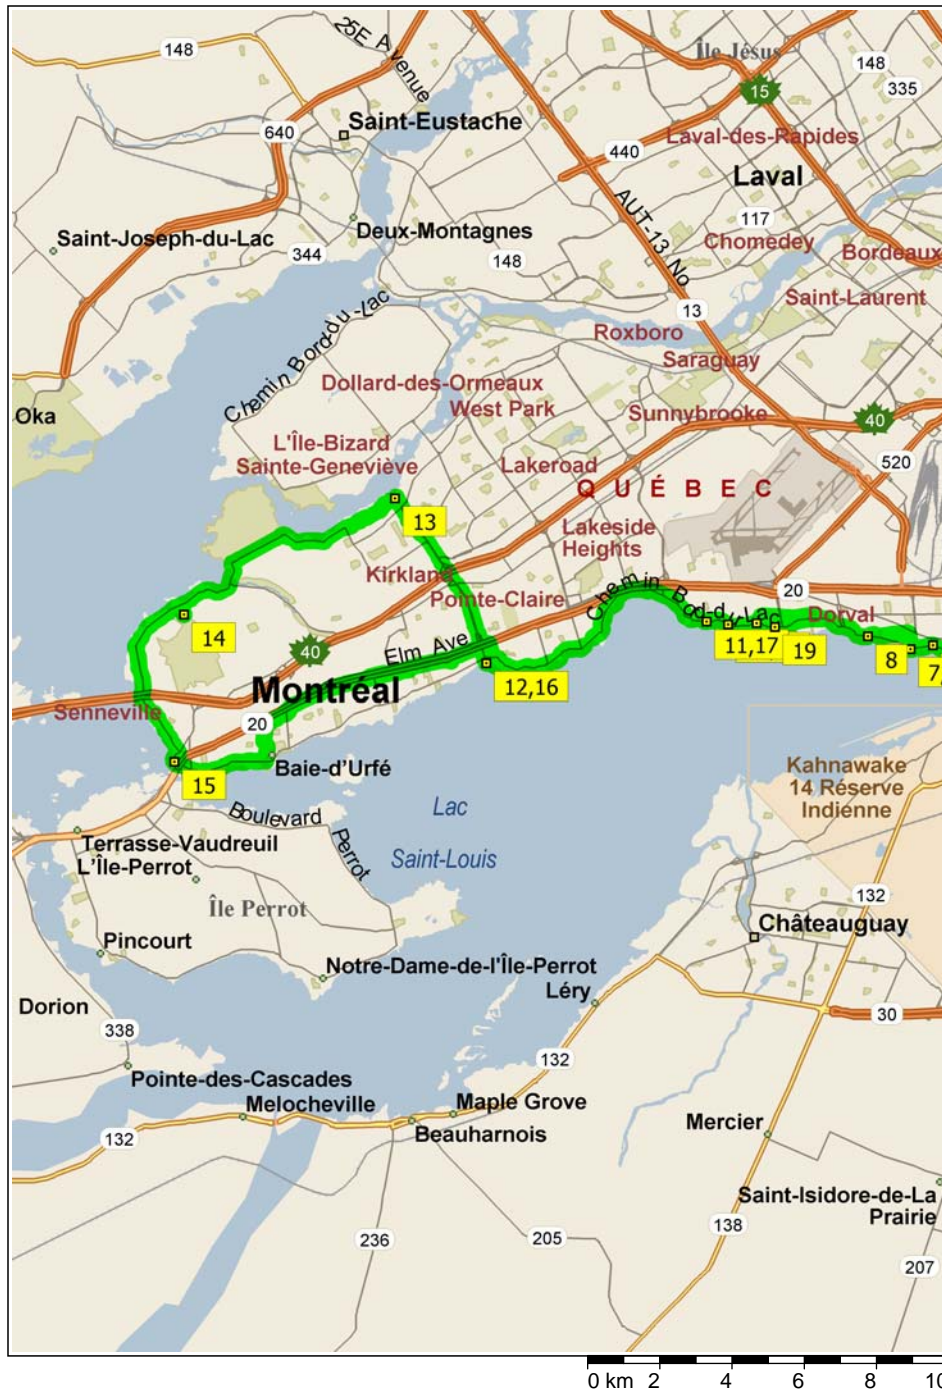 148
25E Avenue
Île Jésus
148
15
335
640
Saint-Eustache
Laval-des-Rapides
440
Laval
AUT-13 No
117
Saint-Joseph-du-Lac
Deux-Montagnes
Chomedey
344
148
Bordeaux
Saint-Laurent
13
Chemin Bord-du-Lac
Roxboro
Saraguay
Dollard-des-Ormeaux
Oka
West Park
Sunnybrooke
40
L'Île-Bizard
Sainte-Geneviève
Lakeroad
520
QUÉBEC
13
Lakeside
Heights
Kirkland
Chemin Bod-du-Lac
20
Pointe-Claire
14
Dorval
Elm Ave
11,17
19
8
7,
40
Montréal
12,16
Senneville
20
Baie-d'Urfé
15
Kahnawake
14 Réserve
Indienne
Boulevard Perrot
Lac
Saint-Louis
Terrasse-Vaudreuil
L'Île-Perrot
132
Île Perrot
Châteauguay
Pincourt
Notre-Dame-de-l'Île-Perrot
Léry
Dorion
30
338
132
Pointe-des-Cascades
Melocheville
Maple Grove
132
Beauharnois
Mercier
Saint-Isidore-de-La
Prairie
138
236
205
207
0 km 2 4 6 8 10